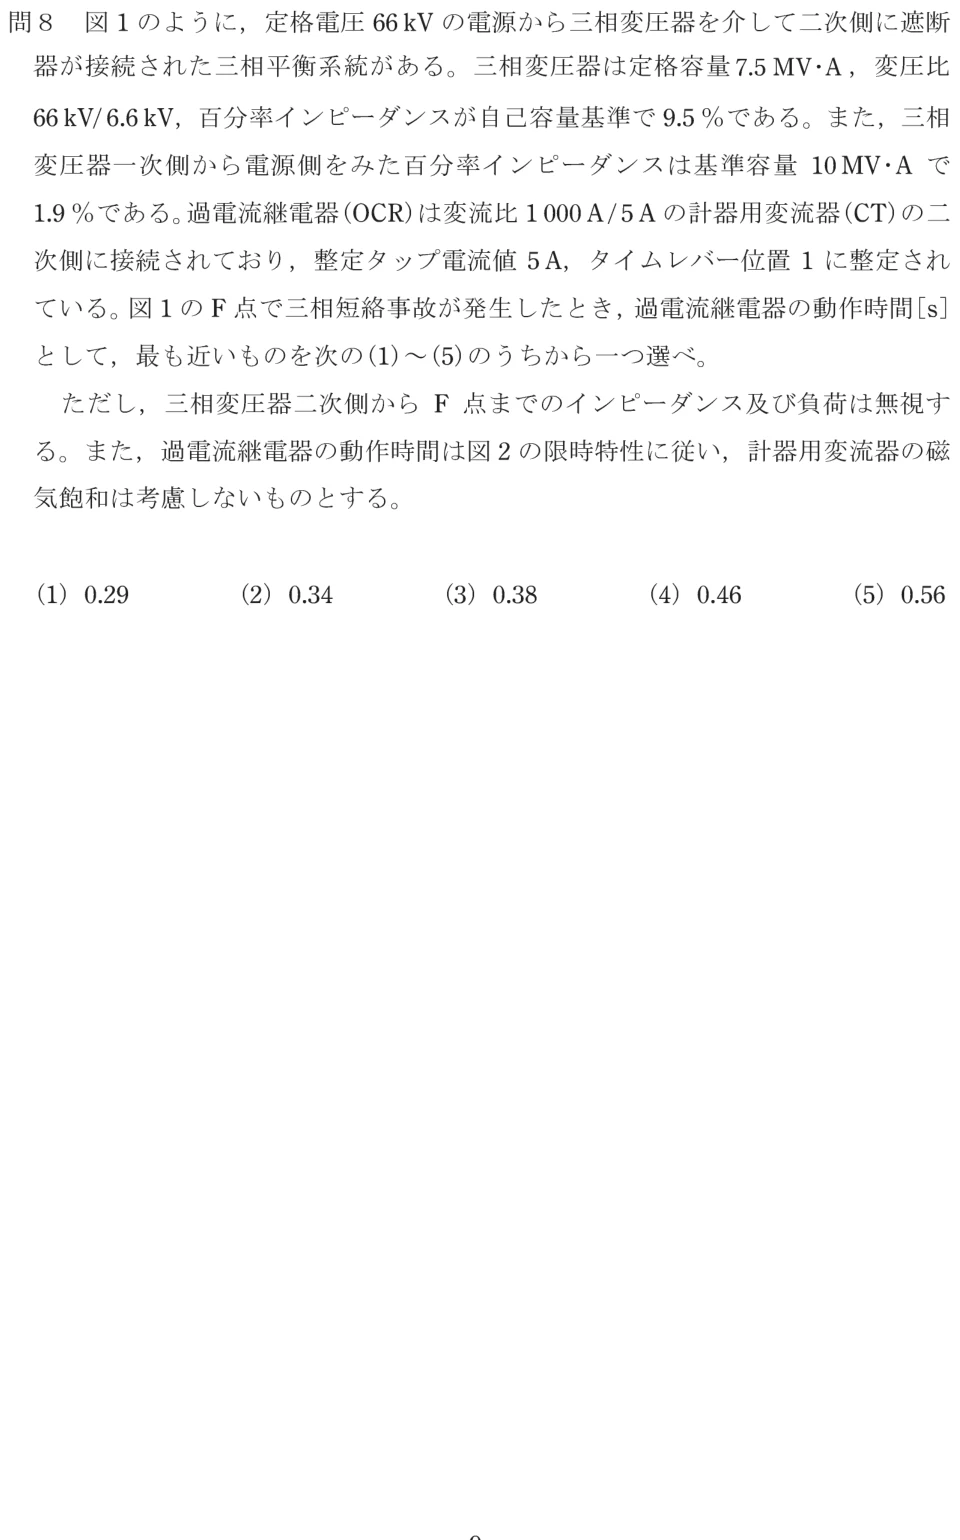 問８　図 1 のように，定格電圧 66 kV の電源から三相変圧器を介して二次側に遮断
器が接続された三相平衡系統がある。三相変圧器は定格容量 7.5 MV･A ，変圧比
66 kV/ 6.6 kV，百分率インピーダンスが自己容量基準で 9.5 ％である。また，三相
変圧器一次側から電源側をみた百分率インピーダンスは基準容量 10 MV･A で
1.9 ％である。過電流継電器(OCR)は変流比 1 000 A / 5 A の計器用変流器(CT)の二
次側に接続されており，整定タップ電流値 5 A，タイムレバー位置 1 に整定され
ている。図 1 の F 点で三相短絡事故が発生したとき，過電流継電器の動作時間[s]
として，最も近いものを次の(1)～(5)のうちから一つ選べ。
ただし，三相変圧器二次側から F 点までのインピーダンス及び負荷は無視す
る。また，過電流継電器の動作時間は図 2 の限時特性に従い，計器用変流器の磁
気飽和は考慮しないものとする。
(1) 0.29 (2) 0.34 (3) 0.38 (4) 0.46 (5) 0.56